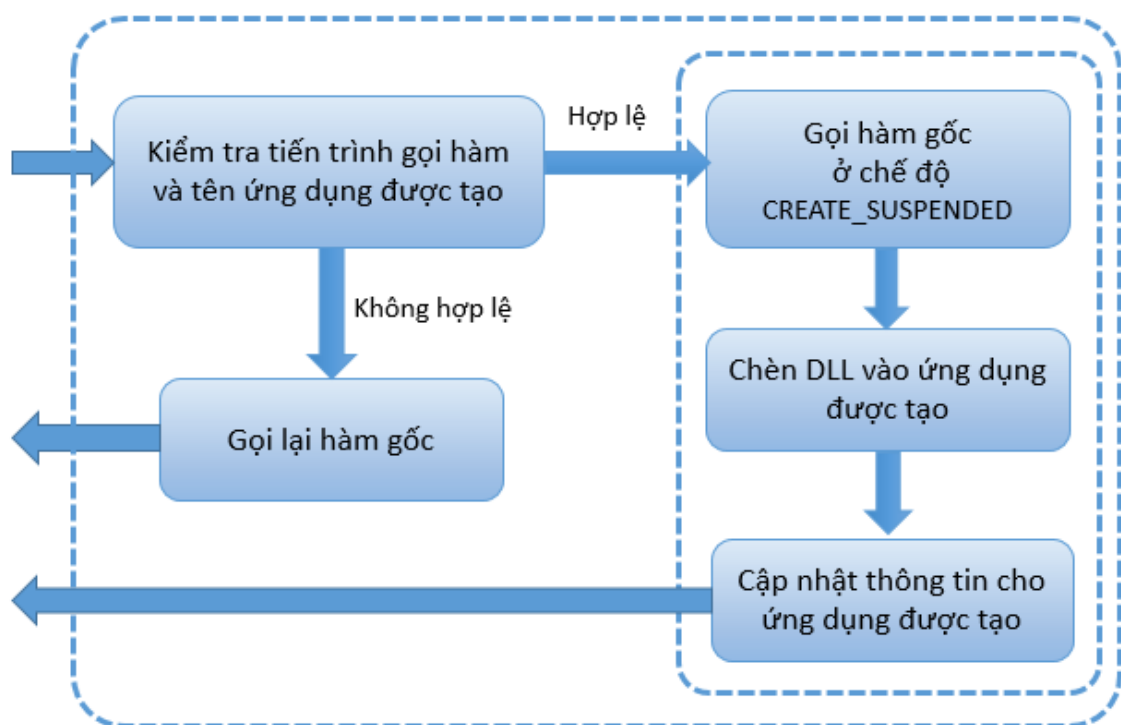 Kiểm tra tiến trình gọi hàm
và tên ứng dụng được tạo
Hợp lệ
Gọi hàm gốc
ở chế độ
CREATE_SUSPENDED
Không hợp lệ
Gọi lại hàm gốc
Chèn DLL vào ứng dụng
được tạo
Cập nhật thông tin cho
ứng dụng được tạo